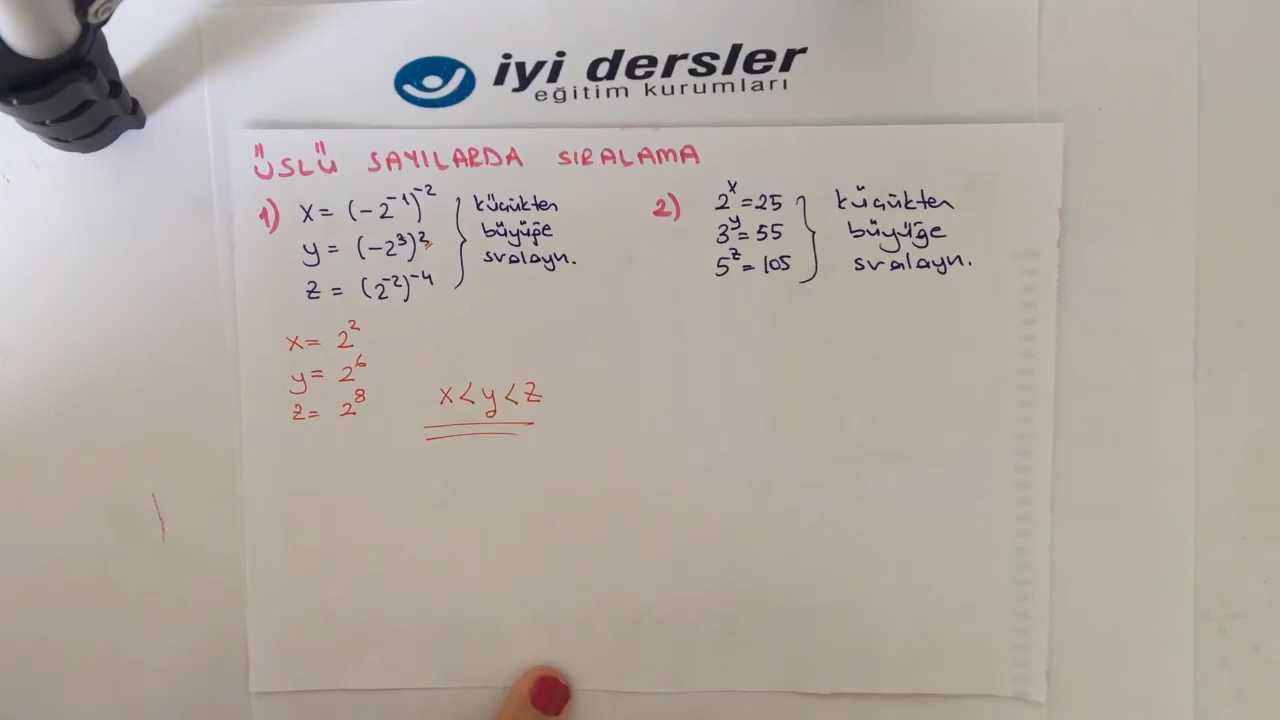 iyi dersler
eğitim kurumları
ÜSLÜ SAYILARDA SIRALAMA
1) x = (-2⁻¹)⁻² küçükten
y = (-2³)² büyüğe
z = (2⁻²)⁻⁴ sıralayın.
x = 2²
y = 2⁶
z = 2⁸
x < y < z
2) 2ˣ = 25 küçükten
3ʸ = 55 büyüğe
5ᶻ = 105 sıralayın.